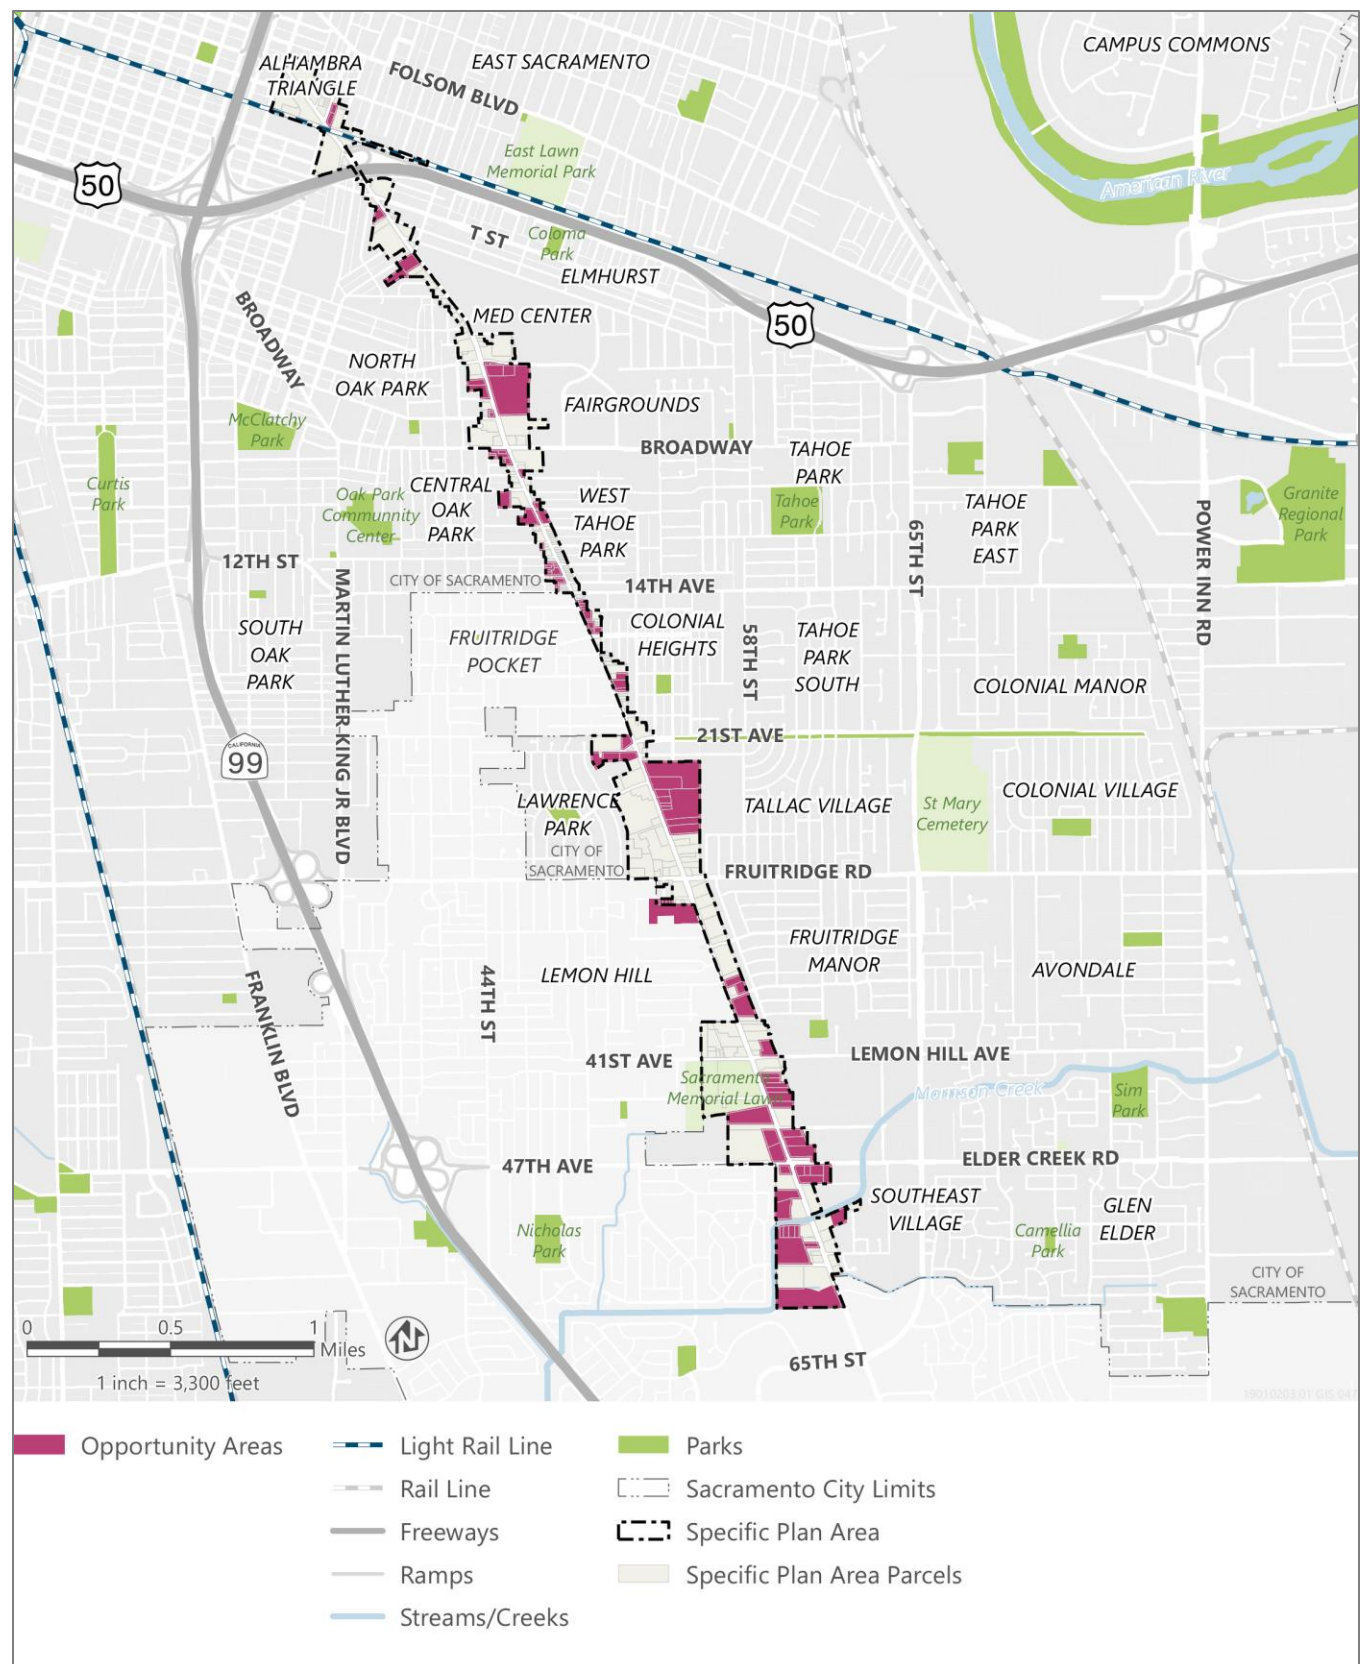 ALHAMBRA
TRIANGLE
FOLSOM BLVD
EAST SACRAMENTO
CAMPUS COMMONS
50
East Lawn
Memorial Park
American River
T ST
Coloma
Park
ELMHURST
BROADWAY
MED CENTER
50
NORTH
OAK PARK
FAIRGROUNDS
McClatchy
Park
BROADWAY
TAHOE
PARK
Curtis
Park
Oak Park
Communnity
Center
CENTRAL
OAK
PARK
WEST
TAHOE
PARK
Tahoe
Park
65TH ST
TAHOE
PARK
EAST
POWER INN RD
Granite
Regional
Park
12TH ST
MARTIN LUTHER KING JR BLVD
CITY OF SACRAMENTO
14TH AVE
SOUTH
OAK
PARK
FRUITRIDGE
POCKET
COLONIAL
HEIGHTS
58TH ST
TAHOE
PARK
SOUTH
COLONIAL MANOR
21ST AVE
CALIFORNIA
99
LAWRENCE
PARK
TALLAC VILLAGE
St Mary
Cemetery
COLONIAL VILLAGE
CITY OF
SACRAMENTO
FRUITRIDGE RD
FRUITRIDGE
MANOR
AVONDALE
LEMON HILL
44TH ST
FRANKLIN BLVD
41ST AVE
LEMON HILL AVE
Sacramento
Memorial Lawn
Morrison Creek
Sim
Park
47TH AVE
ELDER CREEK RD
SOUTHEAST
VILLAGE
GLEN
ELDER
Nicholas
Park
Camellia
Park
CITY OF
SACRAMENTO
0 0.5 1
Miles
N
1 inch = 3,300 feet
65TH ST
Opportunity Areas
Light Rail Line
Rail Line
Freeways
Ramps
Streams/Creeks
Parks
Sacramento City Limits
Specific Plan Area
Specific Plan Area Parcels